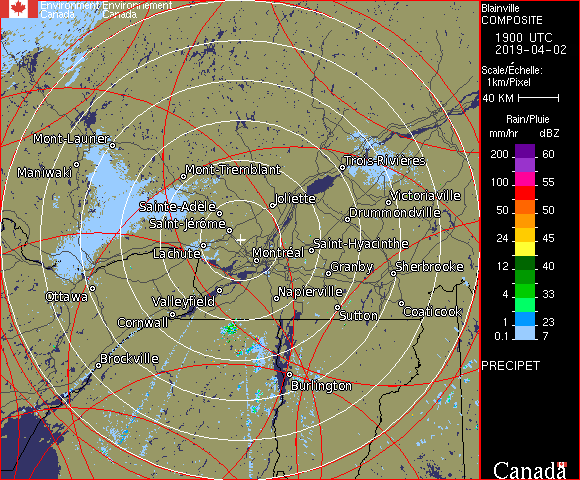 Environment Environnement
Canada Canada
Mont-Laurier
Maniwaki
Mont-Tremblant
Trois-Rivières
Sainte-Adele
Joliette
Victoriaville
Drummondville
Saint-Jérôme
Lachute
Montréal
Saint-Hyacinthe
Granby
Sherbrooke
Ottawa
Valleyfield
Napierville
Cornwall
Sutton
Coaticook
Brockville
Burlington
Blainville
COMPOSITE
1900 UTC
2019-04-02
Scale/Échelle:
1km/Pixel
40 KM
Rain/Pluie
mm/hr dBZ
200 60
100 55
50 50
24 45
12 40
4 33
1 23
0.1 7
PRECIPET
Canada